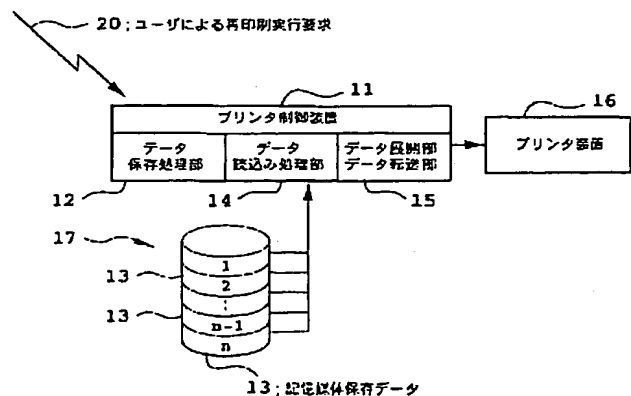 20;ユーザによる再印刷実行要求
11
プリンタ制御装置
16
プリンタ装置
データ
保存処理部
データ
読込み処理部
データ展開部
データ転送部
12
14
15
17
13
13
1
2
⋮
n-1
n
13;記憶媒体保存データ